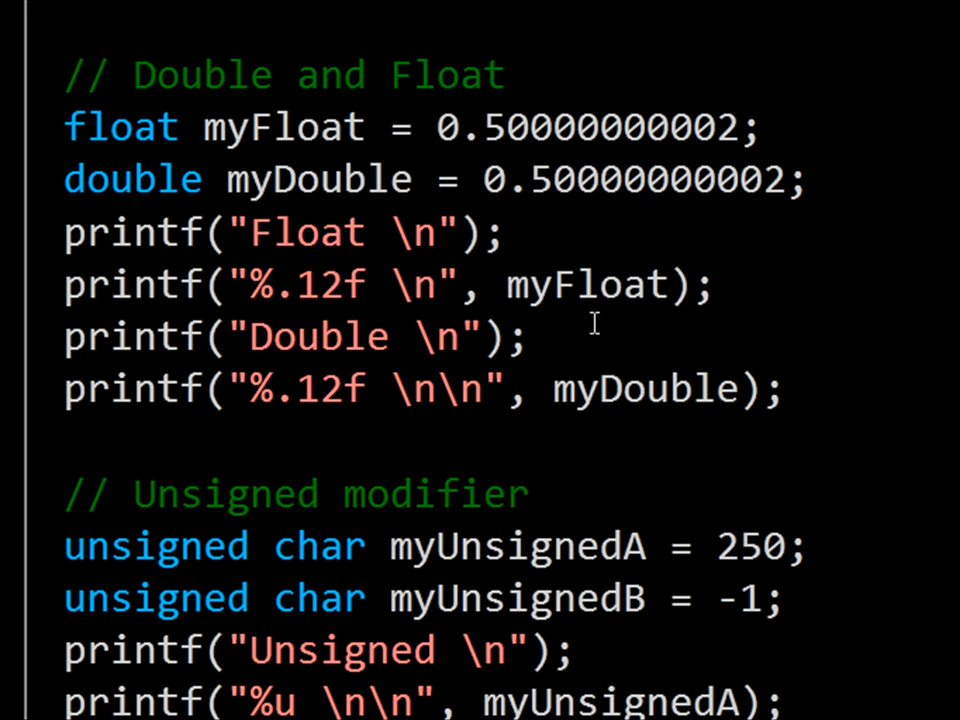 // Double and Float
float myFloat = 0.50000000002;
double myDouble = 0.50000000002;
printf("Float \n");
printf("%.12f \n", myFloat);
printf("Double \n");
printf("%.12f \n\n", myDouble);
// Unsigned modifier
unsigned char myUnsignedA = 250;
unsigned char myUnsignedB = -1;
printf("Unsigned \n");
printf("%u \n\n", myUnsignedA);